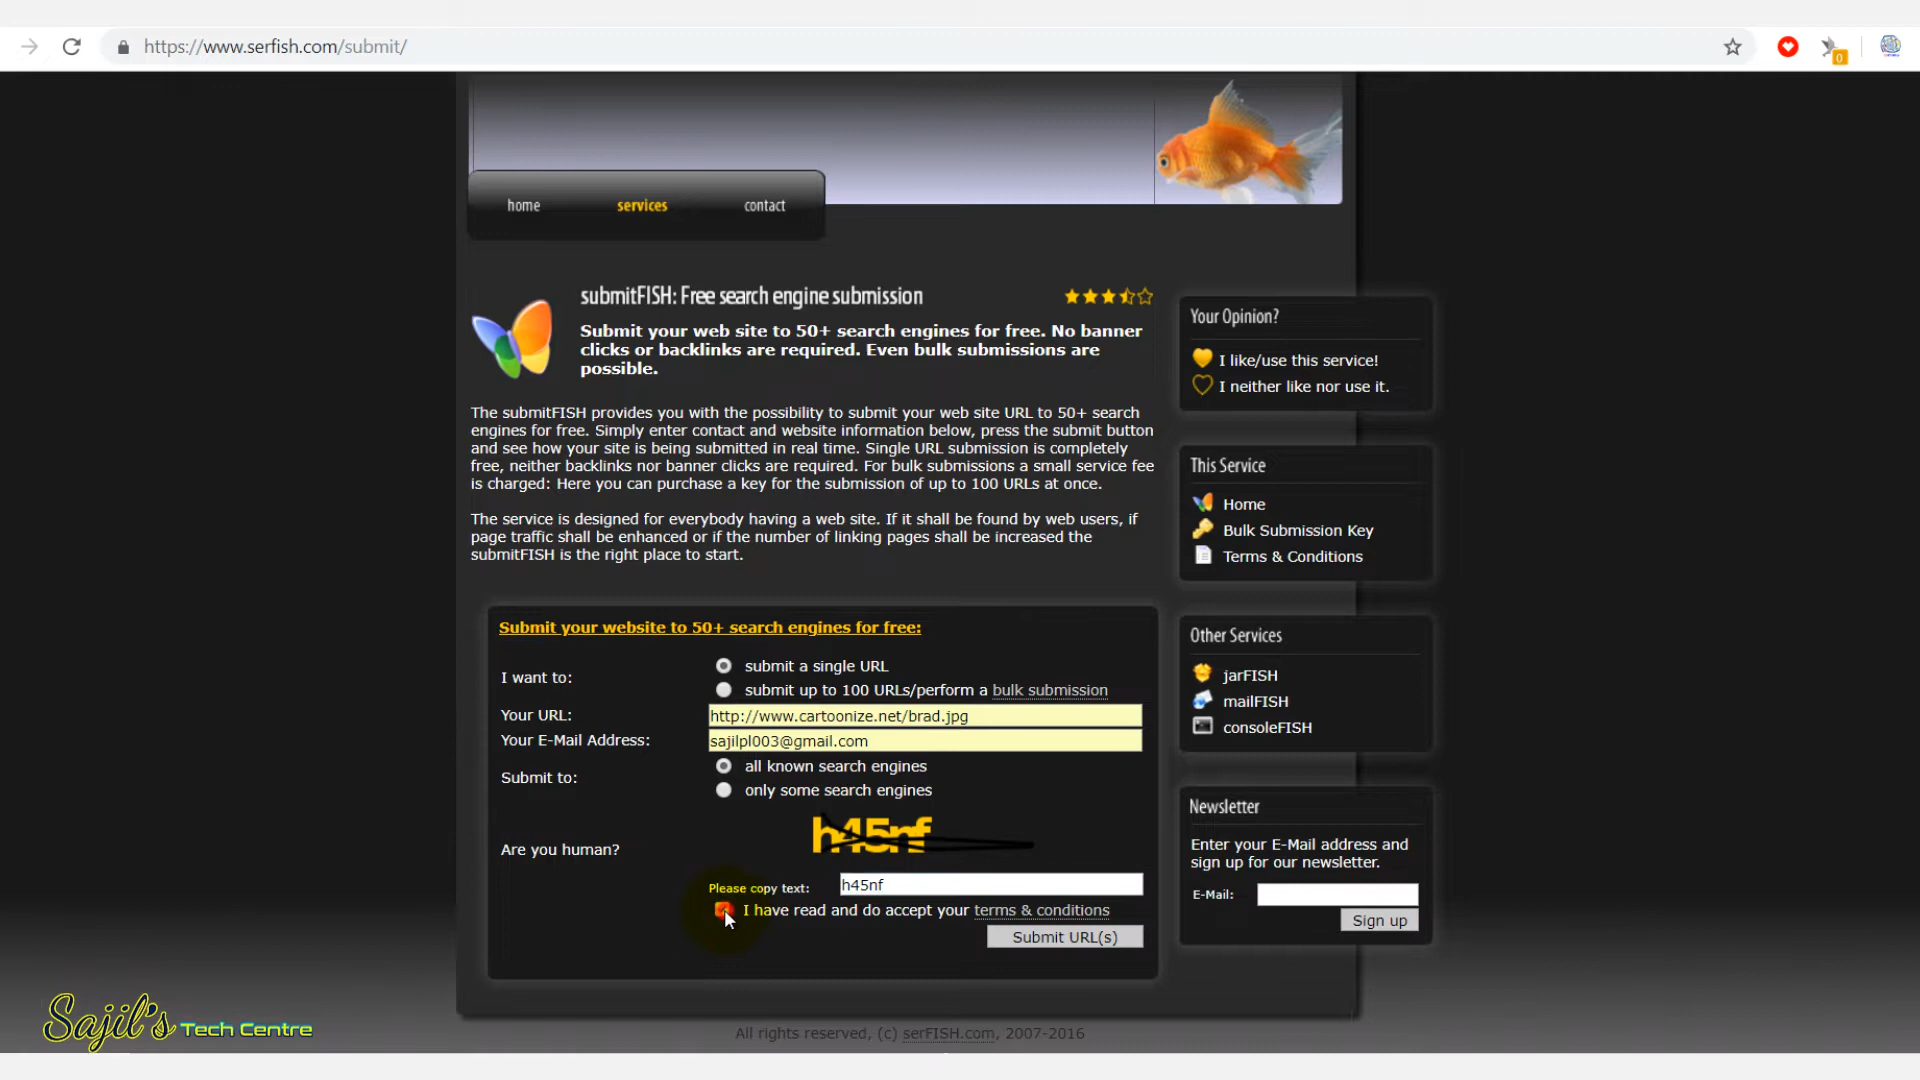 https://www.serfish.com/submit/
0
home
services
contact
submitFISH: Free search engine submission
Submit your web site to 50+ search engines for free. No banner
clicks or backlinks are required. Even bulk submissions are
possible.
The submitFISH provides you with the possibility to submit your web site URL to 50+ search
engines for free. Simply enter contact and website information below, press the submit button
and see how your site is being submitted in real time. Single URL submission is completely
free, neither backlinks nor banner clicks are required. For bulk submissions a small service fee
is charged: Here you can purchase a key for the submission of up to 100 URLs at once.
The service is designed for everybody having a web site. If it shall be found by web users, if
page traffic shall be enhanced or if the number of linking pages shall be increased the
submitFISH is the right place to start.
Submit your website to 50+ search engines for free:
I want to:
submit a single URL
submit up to 100 URLs/perform a bulk submission
Your URL:
http://www.cartoonize.net/brad.jpg
Your E-Mail Address:
sajilpl003@gmail.com
Submit to:
all known search engines
only some search engines
Are you human?
h45nf
Please copy text:
h45nf
I have read and do accept your terms & conditions
Submit URL(s)
Your Opinion?
I like/use this service!
I neither like nor use it.
This Service
Home
Bulk Submission Key
Terms & Conditions
Other Services
jarFISH
mailFISH
consoleFISH
Newsletter
Enter your E-Mail address and
sign up for our newsletter.
E-Mail:
Sign up
Sajil's Tech Centre
All rights reserved, (c) serFISH.com, 2007-2016